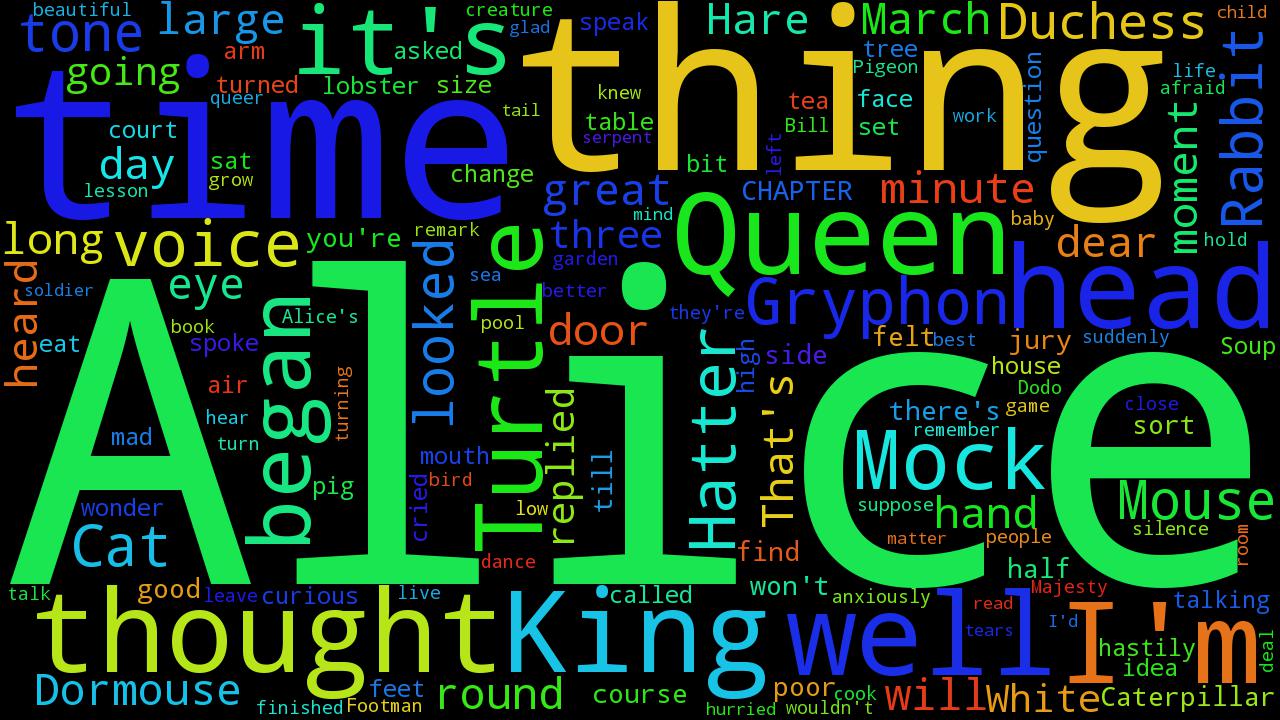 beautiful
tone
large
it's
creature
glad
speak
Hare
March
Duchess
child
arm
asked
thing
tree
Rabbit
going
turned
lobster
size
Pigeon
life
afraid
time
queer
tail
knew
tea
face
question
court
table
Bill
set
work
moment
day
sat
serpent
left
lesson
grow
change
bit
great
CHAPTER
minute
long
voice
you're
remark
mind
three
Queen
baby
dear
hold
heard
soldier
eye
looked
sea
garden
better
Turtle
they're
Gryphon
head
Alice
book
Alice's
pool
door
felt
best
jury
suddenly
eat
spoke
began
high
side
house
Soup
air
turning
Hatter
That's
Dodo
hear
replied
there's
game
close
mad
turn
remember
sort
mouth
till
Mock
pig
cried
bird
wonder
low
suppose
hand
Mouse
Cat
dance
find
matter
people
silence
room
talk
good
leave
curious
live
called
won't
anxiously
half
Majesty
thought
King
well
read
I'd
I'm
talking
tears
hastily
idea
deal
Dormouse
finished
feet
Footman
round
course
hurried
poor
cook
wouldn't
will
white
Caterpillar